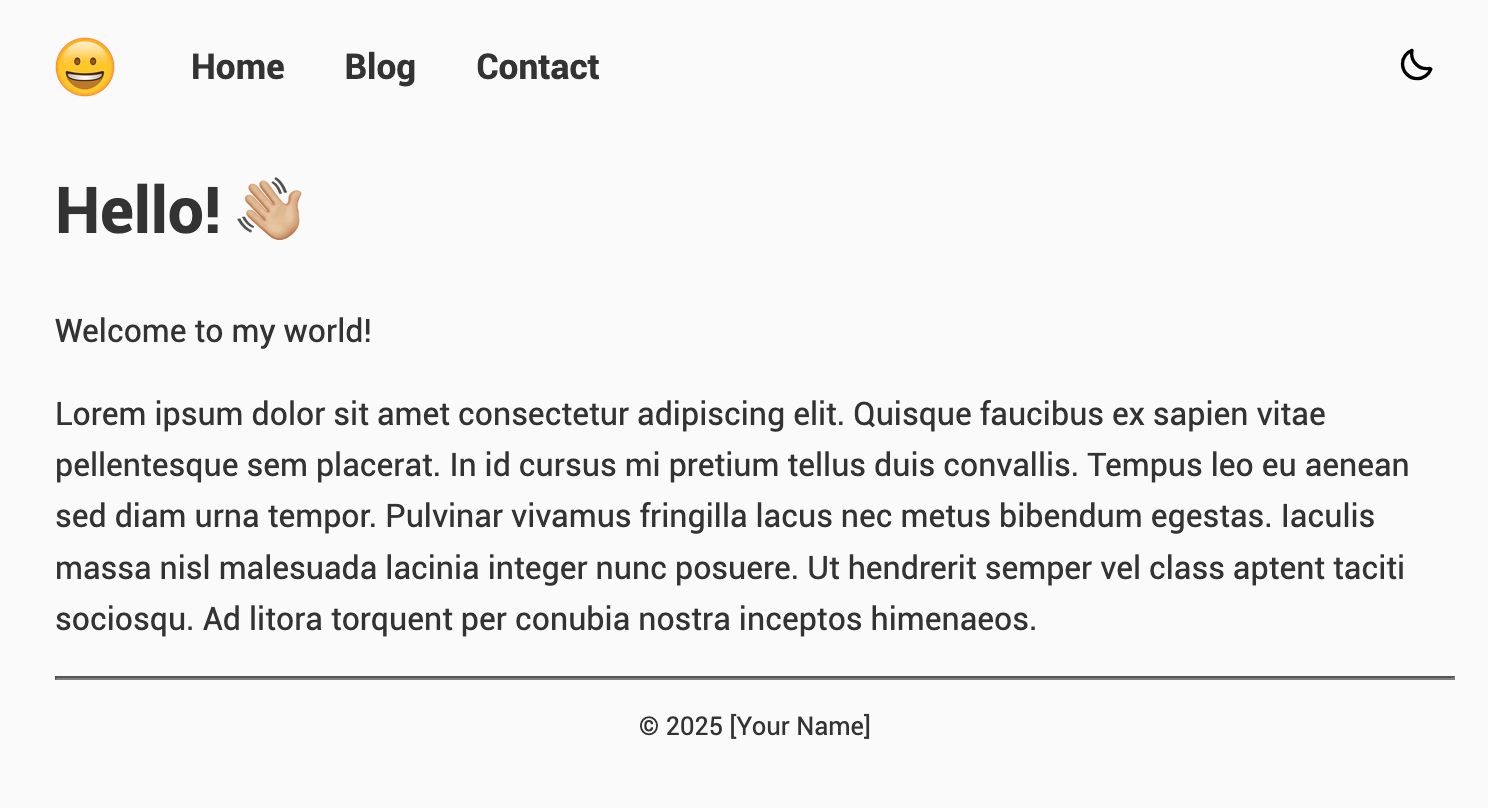 😀 Home Blog Contact
Hello! 👋🏼
Welcome to my world!
Lorem ipsum dolor sit amet consectetur adipiscing elit. Quisque faucibus ex sapien vitae
pellentesque sem placerat. In id cursus mi pretium tellus duis convallis. Tempus leo eu aenean
sed diam urna tempor. Pulvinar vivamus fringilla lacus nec metus bibendum egestas. Iaculis
massa nisl malesuada lacinia integer nunc posuere. Ut hendrerit semper vel class aptent taciti
sociosqu. Ad litora torquent per conubia nostra inceptos himenaeos.
© 2025 [Your Name]